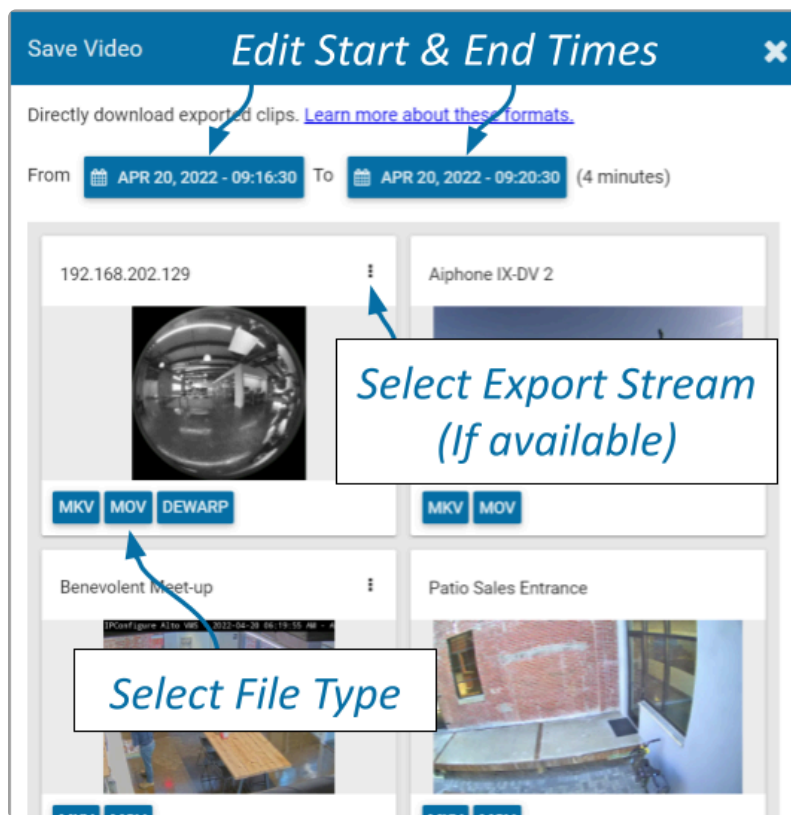 Save Video
Edit Start & End Times
Directly download exported clips. Learn more about these formats.
From APR 20, 2022 - 09:16:30 To APR 20, 2022 - 09:20:30 (4 minutes)
192.168.202.129
Aiphone IX-DV 2
Select Export Stream
(If available)
MKV MOV DEWARP
MKV MOV
Benevolent Meet-up
Patio Sales Entrance
IPConfigure Alto VMS
Select File Type